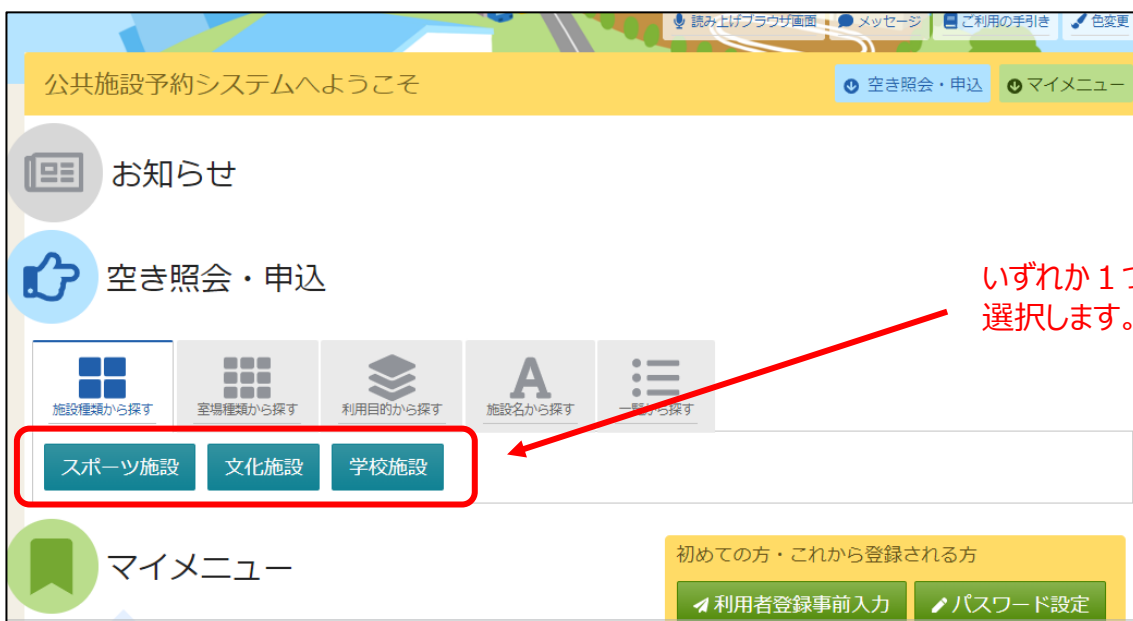 読み上げブラウザ画面 メッセージ ご利用の手引き 色変更
公共施設予約システムへようこそ
空き照会・申込 マイメニュー
お知らせ
空き照会・申込
いずれか１つ
選択します。
施設種類から探す 室場種類から探す 利用目的から探す 施設名から探す 一覧から探す
スポーツ施設 文化施設 学校施設
マイメニュー
初めての方・これから登録される方
利用者登録事前入力 パスワード設定